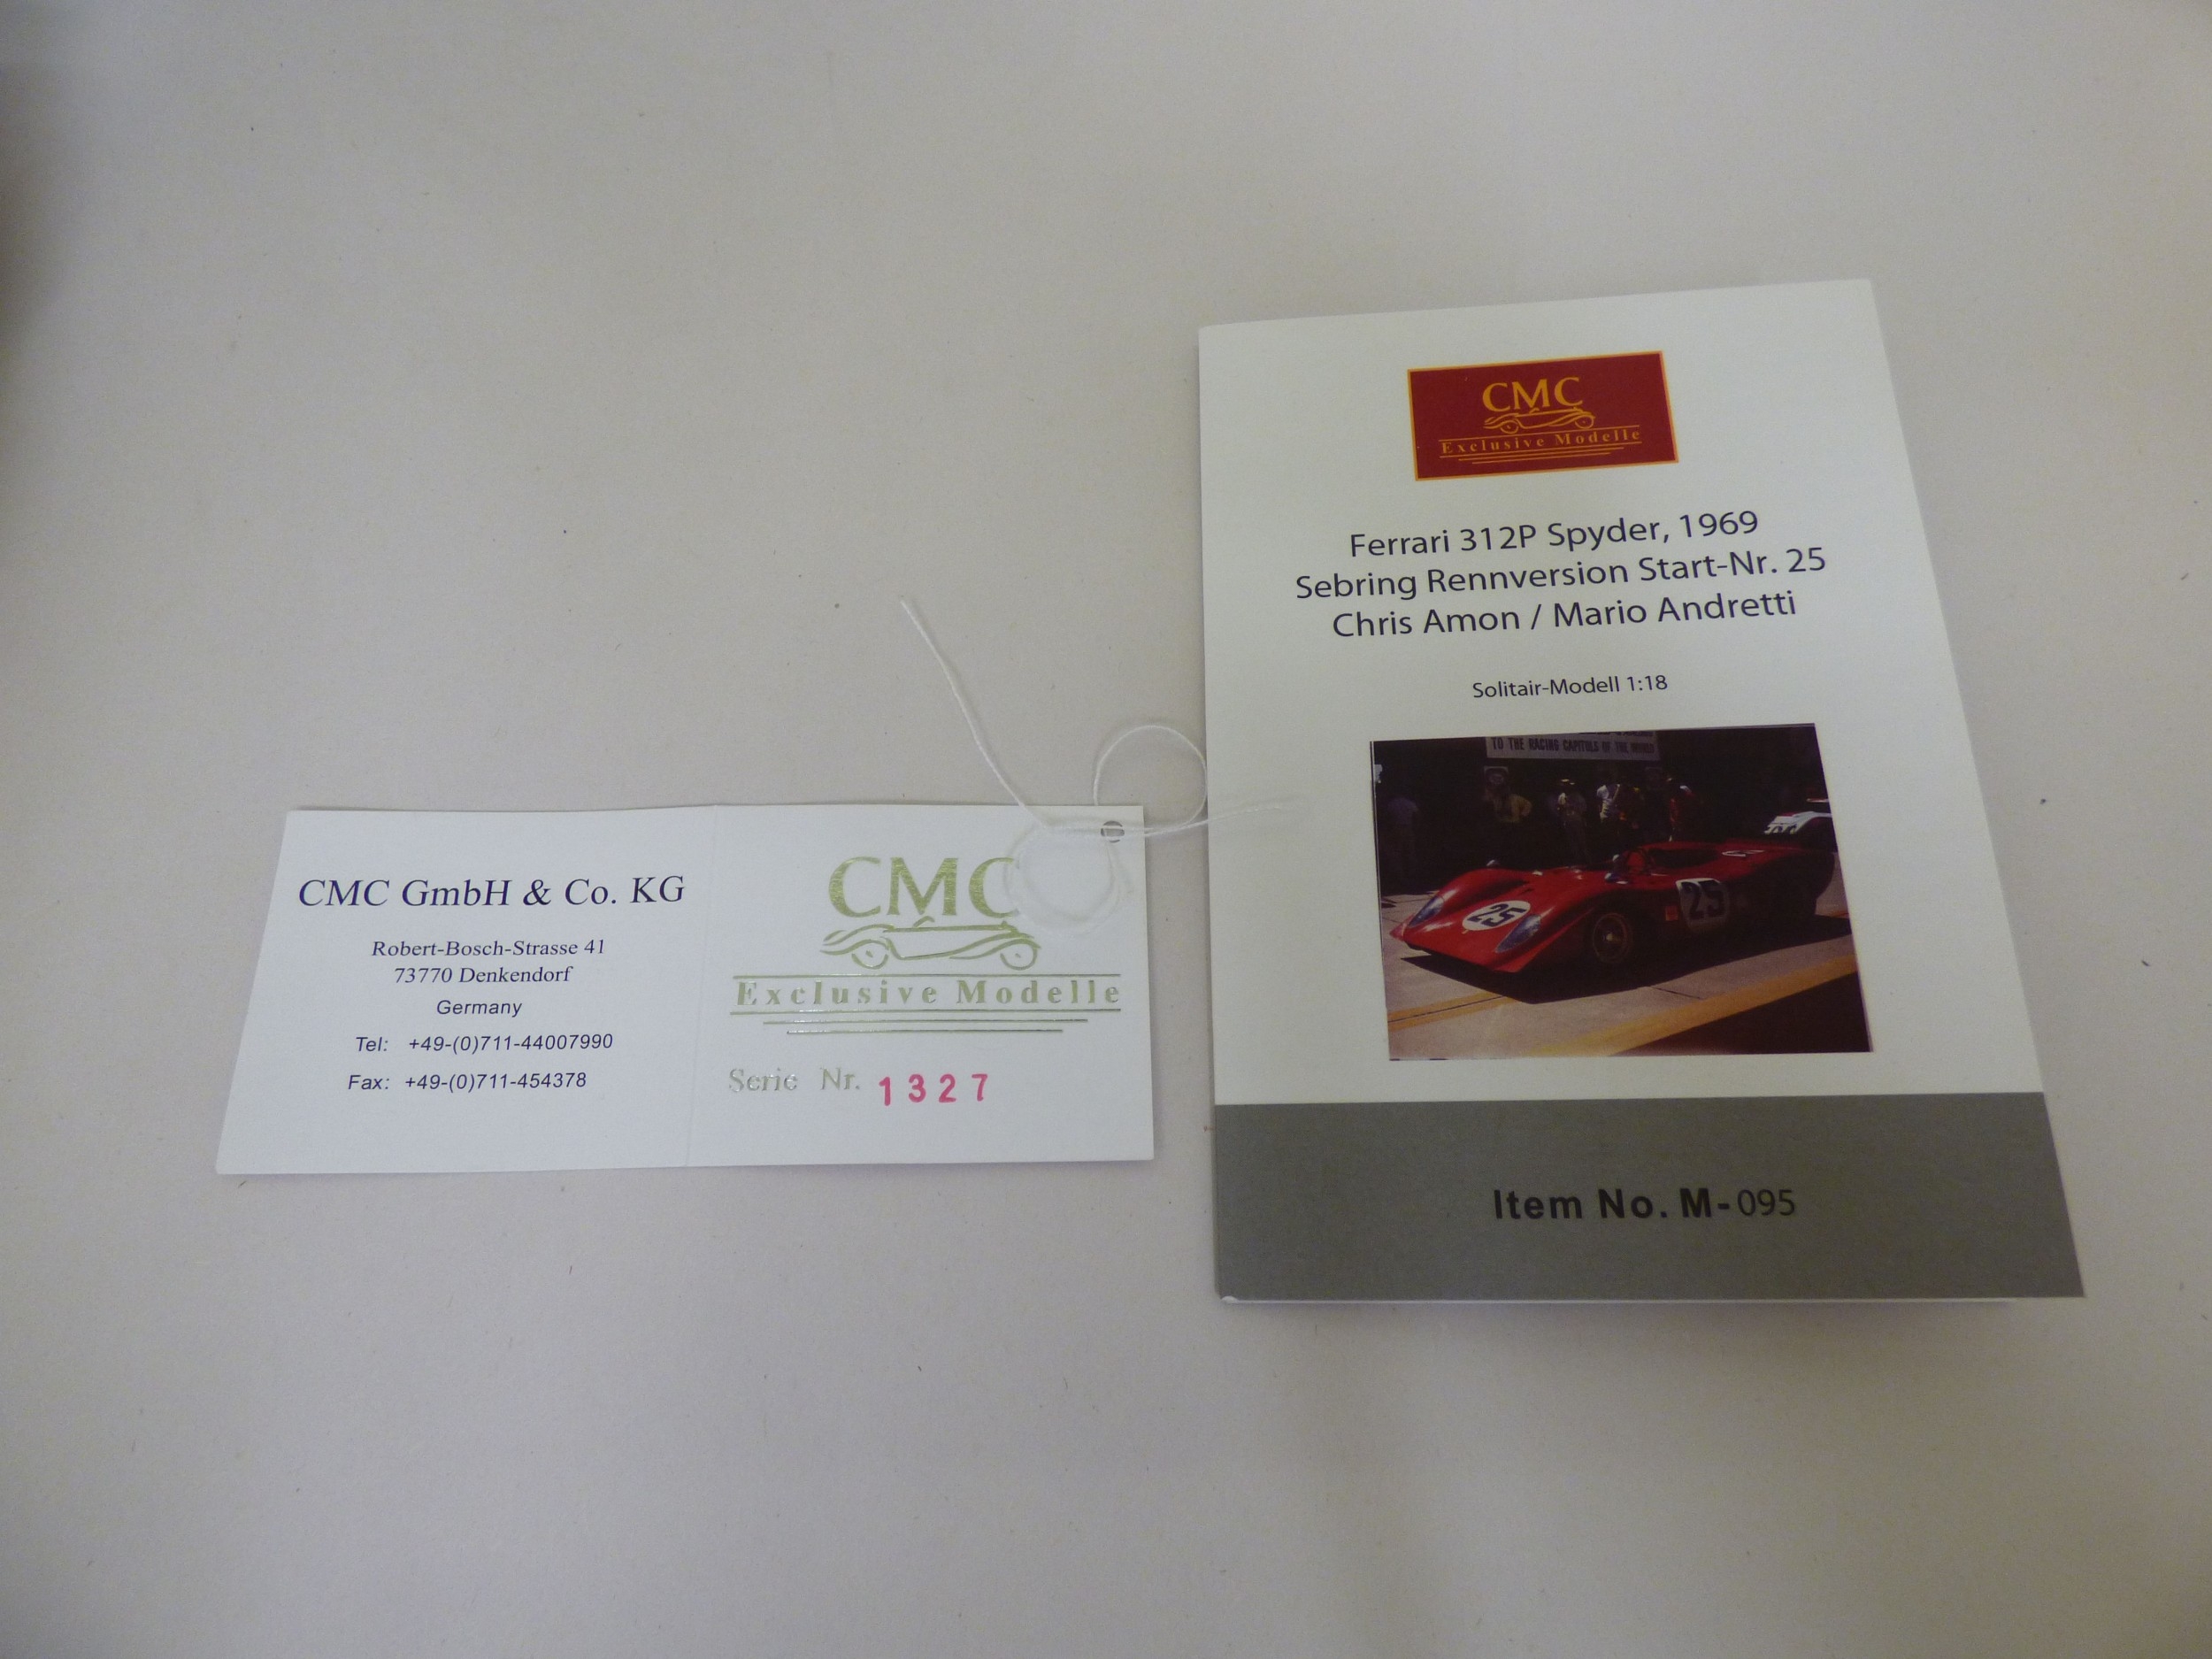 CMC GmbH & Co. KG
Robert-Bosch-Strasse 41
73770 Denkendorf
Germany
Tel: +49-(0)711-44007990
Fax: +49-(0)711-454378
CMC
Exclusive Modelle
Serie Nr. 1327
CMC
Exclusive Modelle
Ferrari 312P Spyder, 1969
Sebring Rennversion Start-Nr. 25
Chris Amon / Mario Andretti
Solitair-Modell 1:18
TO THE RACING CAPITOLS OF THE WORLD
25
25
Item No. M-095